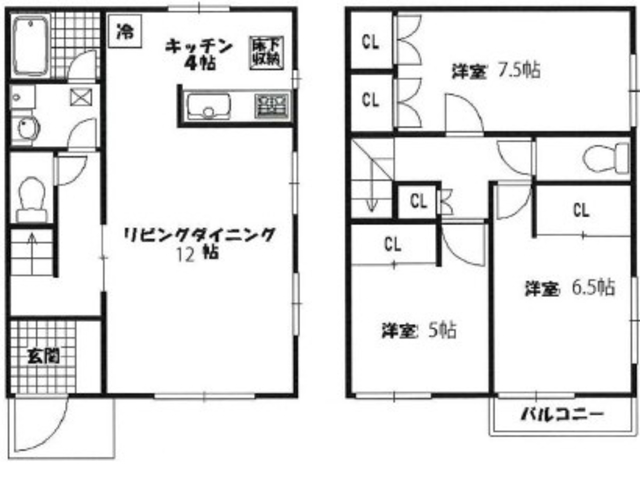 冷
キッチン
4帖
床下
収納
リビングダイニング
12 帖
玄関
CL
洋室 7.5帖
CL
CL
CL
CL
洋室 6.5帖
洋室 5帖
バルコニー